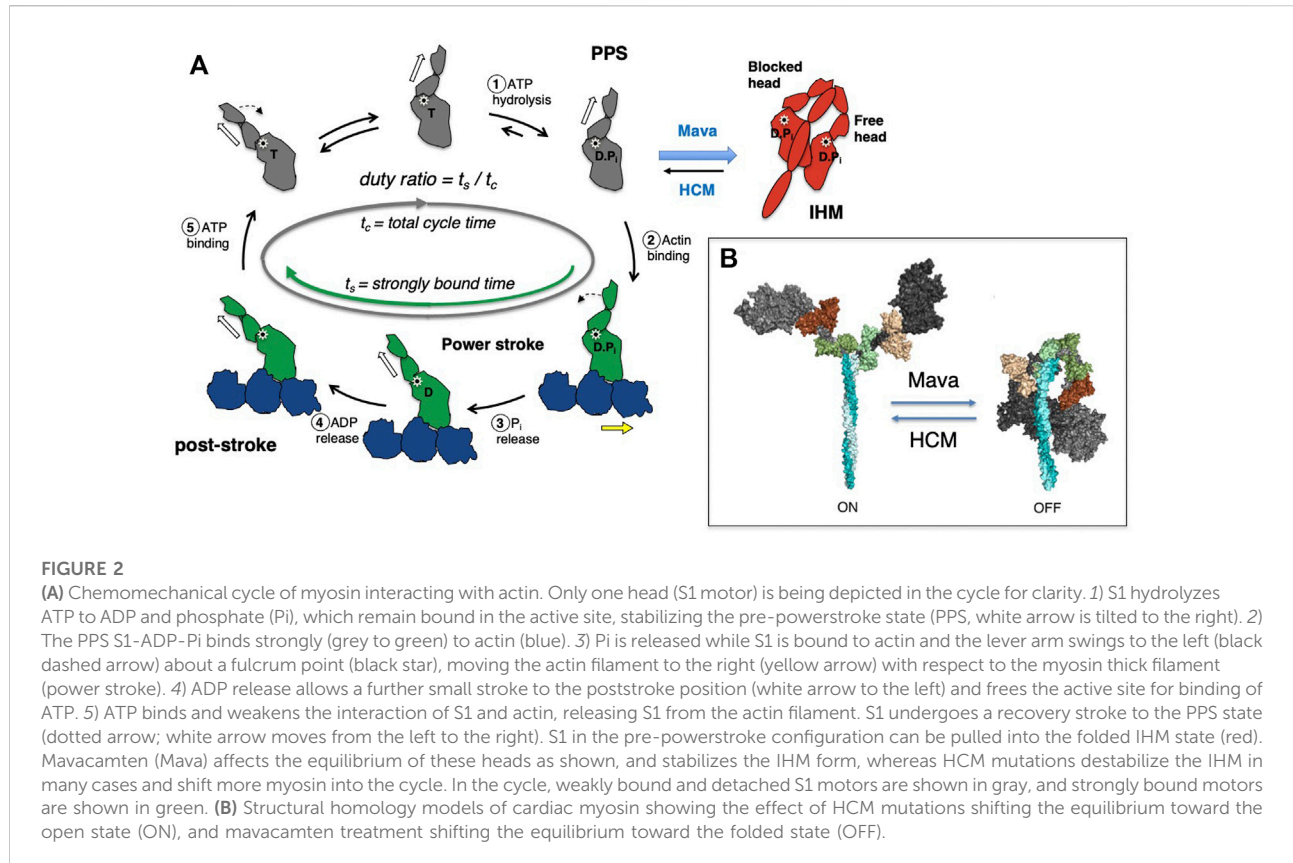 A
PPS
① ATP
hydrolysis
T
T
D.Pi
Mava
HCM
Blocked
head
Free
head
D.Pi
D.Pi
IHM
duty ratio = ts / tc
tc = total cycle time
ts = strongly bound time
⑤ ATP
binding
② Actin
binding
Power stroke
D.Pi
D
④ ADP
release
③ Pi
release
post-stroke
B
Mava
HCM
ON
OFF
FIGURE 2
(A) Chemomechanical cycle of myosin interacting with actin. Only one head (S1 motor) is being depicted in the cycle for clarity. 1) S1 hydrolyzes
ATP to ADP and phosphate (Pi), which remain bound in the active site, stabilizing the pre-powerstroke state (PPS, white arrow is tilted to the right). 2)
The PPS S1-ADP-Pi binds strongly (grey to green) to actin (blue). 3) Pi is released while S1 is bound to actin and the lever arm swings to the left (black
dashed arrow) about a fulcrum point (black star), moving the actin filament to the right (yellow arrow) with respect to the myosin thick filament
(power stroke). 4) ADP release allows a further small stroke to the poststroke position (white arrow to the left) and frees the active site for binding of
ATP. 5) ATP binds and weakens the interaction of S1 and actin, releasing S1 from the actin filament. S1 undergoes a recovery stroke to the PPS state
(dotted arrow; white arrow moves from the left to the right). S1 in the pre-powerstroke configuration can be pulled into the folded IHM state (red).
Mavacamten (Mava) affects the equilibrium of these heads as shown, and stabilizes the IHM form, whereas HCM mutations destabilize the IHM in
many cases and shift more myosin into the cycle. In the cycle, weakly bound and detached S1 motors are shown in gray, and strongly bound motors
are shown in green. (B) Structural homology models of cardiac myosin showing the effect of HCM mutations shifting the equilibrium toward the
open state (ON), and mavacamten treatment shifting the equilibrium toward the folded state (OFF).